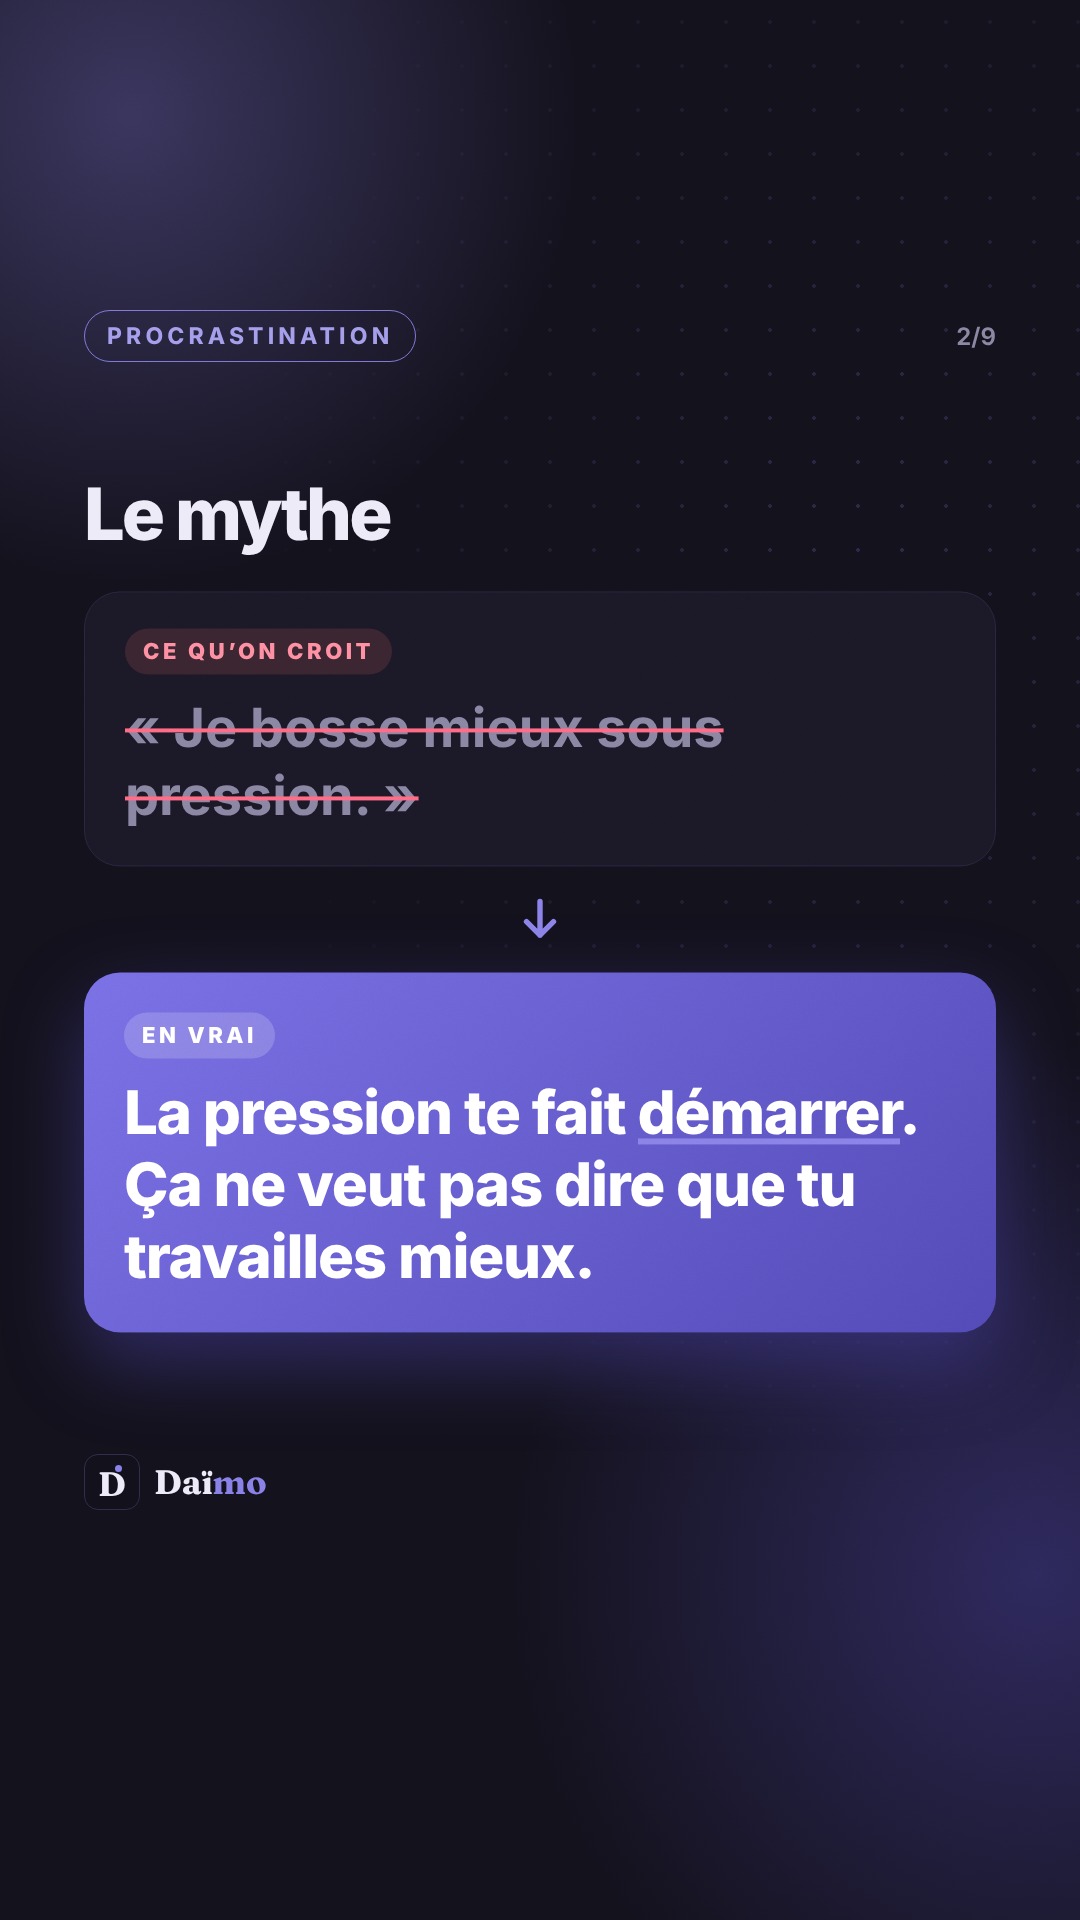 PROCRASTINATION
2/9
Le mythe
CE QU’ON CROIT
« Je bosse mieux sous
pression. »
EN VRAI
La pression te fait démarrer.
Ça ne veut pas dire que tu
travailles mieux.
D Daïmo